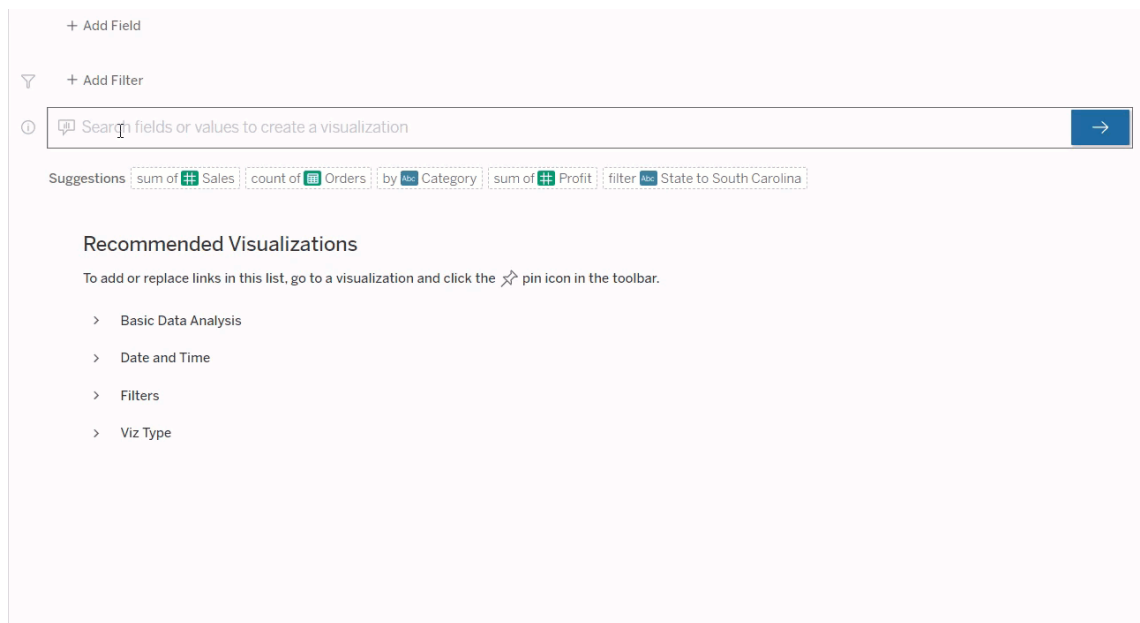 + Add Field
+ Add Filter
Search fields or values to create a visualization
Suggestions sum of # Sales count of Orders by Abc Category sum of # Profit filter Abc State to South Carolina
Recommended Visualizations
To add or replace links in this list, go to a visualization and click the pin icon in the toolbar.
Basic Data Analysis
Date and Time
Filters
Viz Type